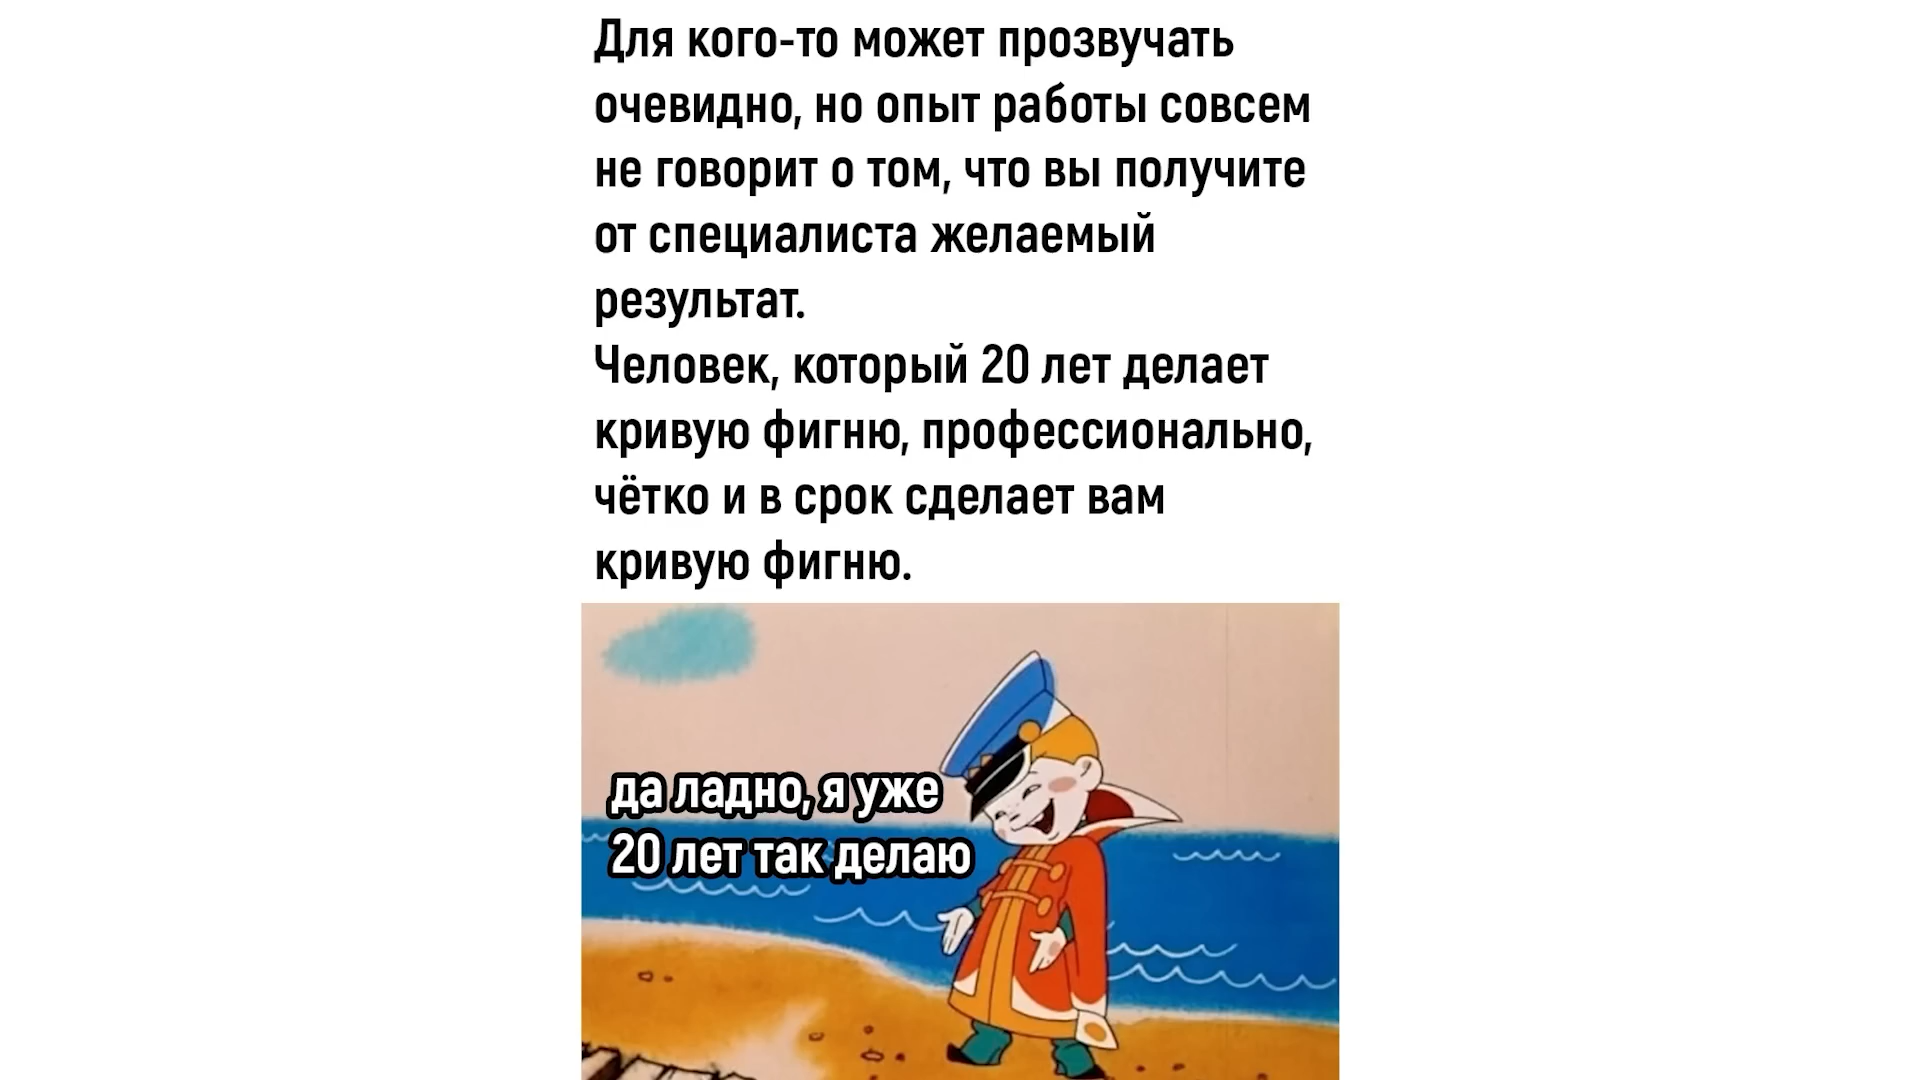 Для кого-то может прозвучать
очевидно, но опыт работы совсем
не говорит о том, что вы получите
от специалиста желаемый
результат.
Человек, который 20 лет делает
кривую фигню, профессионально,
чётко и в срок сделает вам
кривую фигню.
да ладно, я уже
20 лет так делаю